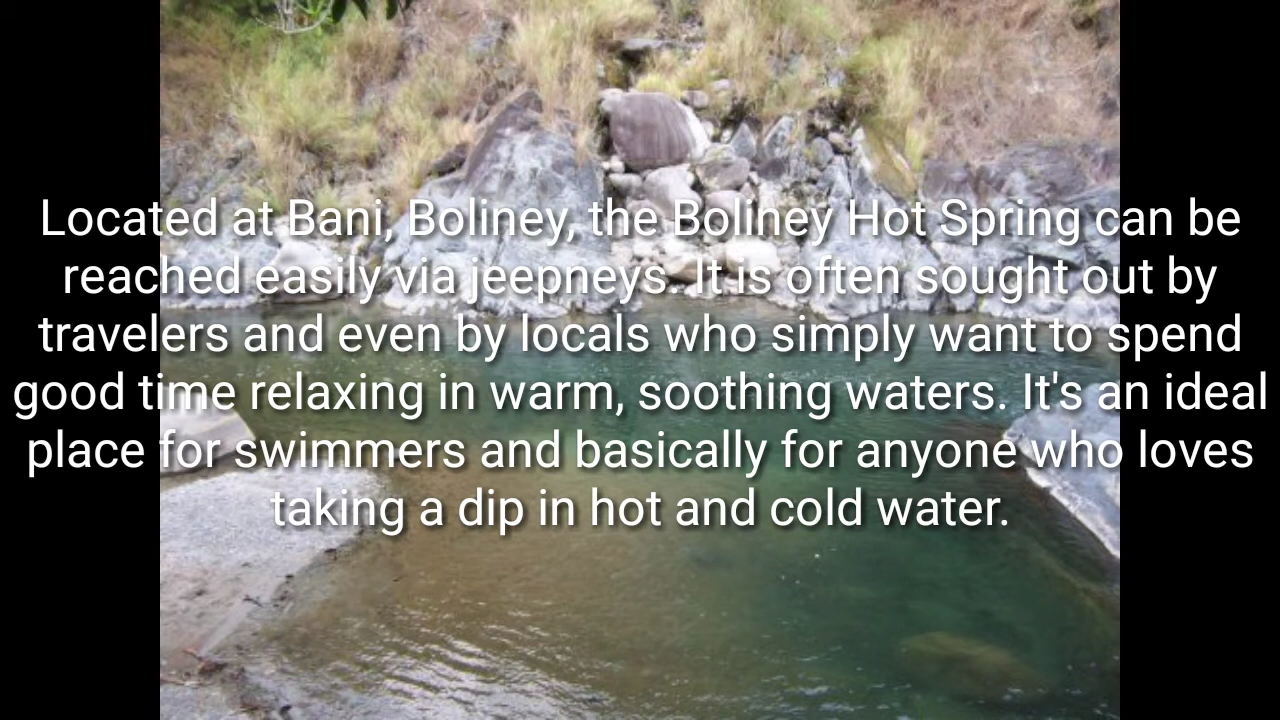 Located at Bani, Boliney, the Boliney Hot Spring can be
reached easily via jeepneys. It is often sought out by
travelers and even by locals who simply want to spend
good time relaxing in warm, soothing waters. It's an ideal
place for swimmers and basically for anyone who loves
taking a dip in hot and cold water.